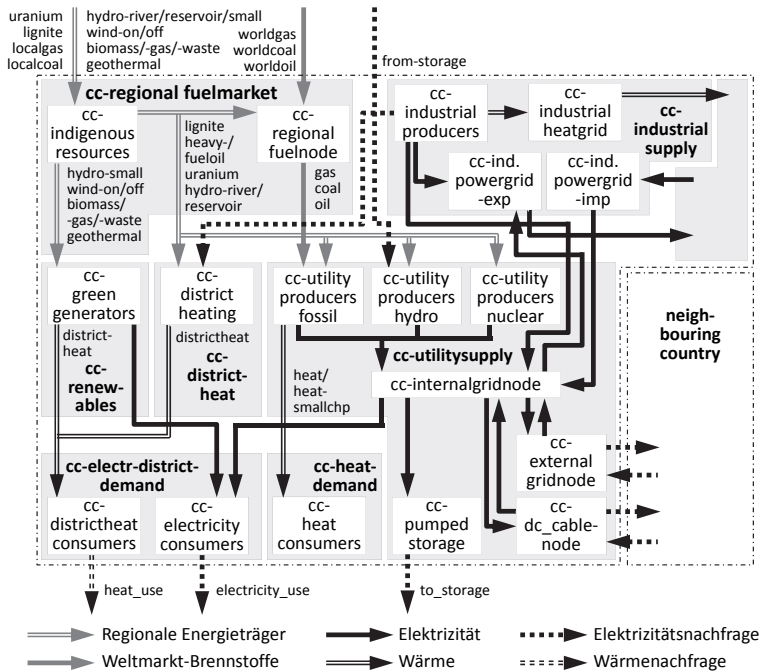 uranium
lignite
localgas
localcoal
hydro-river/reservoir/small
wind-on/off
biomass/-gas/-waste
geothermal
worldgas
worldcoal
worldoil
from-storage
cc-regional fuelmarket
cc-
indigenous
resources
cc-
regional
fuelnode
lignite
heavy-/
fueloil
uranium
hydro-river/
reservoir
hydro-small
wind-on/off
biomass/
-gas/-waste
geothermal
gas
coal
oil
cc-
industrial
producers
cc-
industrial
heatgrid
cc-
industrial
supply
cc-ind.
powergrid
-exp
cc-ind.
powergrid
-imp
cc-
green
generators
cc-
district
heating
cc-utility
producers
fossil
cc-utility
producers
hydro
cc-utility
producers
nuclear
neigh-
bouring
country
district-
heat
cc-
renew-
ables
districtheat
cc-
district-
heat
cc-utilitysupply
heat/
heat-
smallchp
cc-internalgridnode
cc-
external
gridnode
cc-electr-district-
demand
cc-heat-
demand
cc-
districtheat
consumers
cc-
electricity
consumers
cc-
heat
consumers
cc-
pumped
storage
cc-
dc_cable-
node
heat_use
electricity_use
to_storage
Regionale Energieträger
Elektrizität
Elektrizitätsnachfrage
Weltmarkt-Brennstoffe
Wärme
Wärmenachfrage